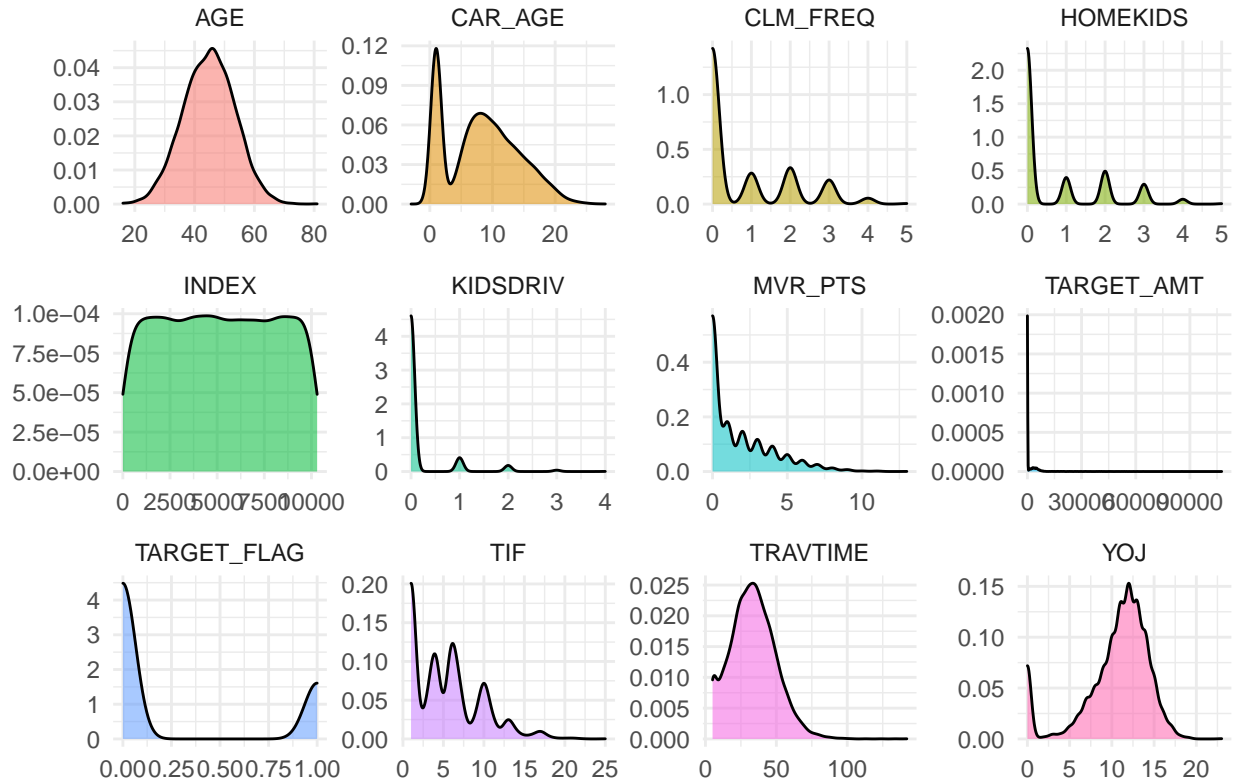 AGE CAR_AGE CLM_FREQ HOMEKIDS
0.04 0.03 0.02 0.01 0.00
20 40 60 80
0.12 0.09 0.06 0.03 0.00
0 10 20
1.0 0.5 0.0
0 1 2 3 4 5
2.0 1.5 1.0 0.5 0.0
0 1 2 3 4 5
INDEX KIDSDRIV MVR_PTS TARGET_AMT
1.0e−04 7.5e−05 5.0e−05 2.5e−05 0.0e+00
0 2500 5000 7500 10000
4 3 2 1 0
0 1 2 3 4
0.4 0.2 0.0
0 5 10
0.0020 0.0015 0.0010 0.0005 0.0000
0 30000 60000 90000
TARGET_FLAG TIF TRAVTIME YOJ
4 3 2 1 0
0.00 0.25 0.50 0.75 1.00
0.20 0.15 0.10 0.05 0.00
0 5 10 15 20 25
0.025 0.020 0.015 0.010 0.005 0.000
0 50 100
0.15 0.10 0.05 0.00
0 5 10 15 20